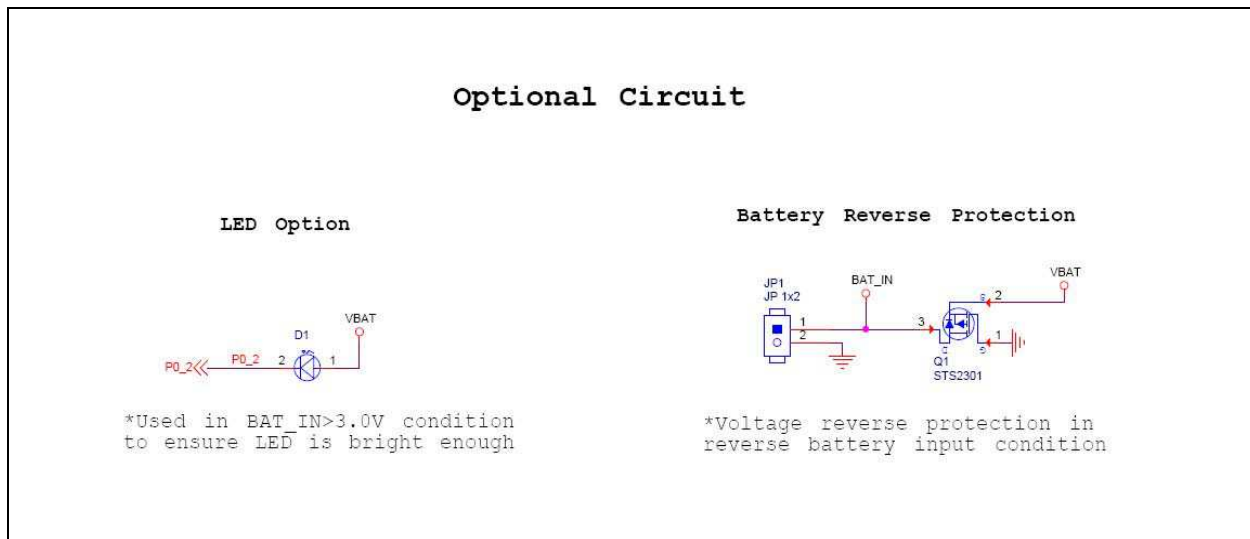 Optional Circuit
LED Option
Battery Reverse Protection
JP1
JP 1x2
BAT_IN
VBAT
1
2
3
S 2
D
G 1
Q1
STS2301
VBAT
D1
P0_2
P0_2
2
1
*Used in BAT_IN>3.0V condition
to ensure LED is bright enough
*Voltage reverse protection in
reverse battery input condition